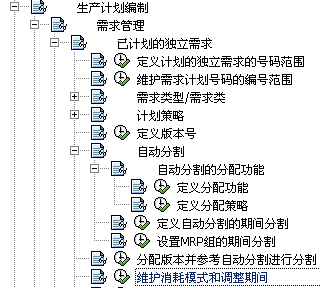 生产计划编制
需求管理
已计划的独立需求
定义计划的独立需求的号码范围
维护需求计划号码的编号范围
需求类型/需求类
计划策略
定义版本号
自动分割
自动分割的分配功能
定义分配功能
定义分配策略
定义自动分割的期间分割
设置MRP组的期间分割
分配版本并参考自动分割进行分割
维护消耗模式和调整期间